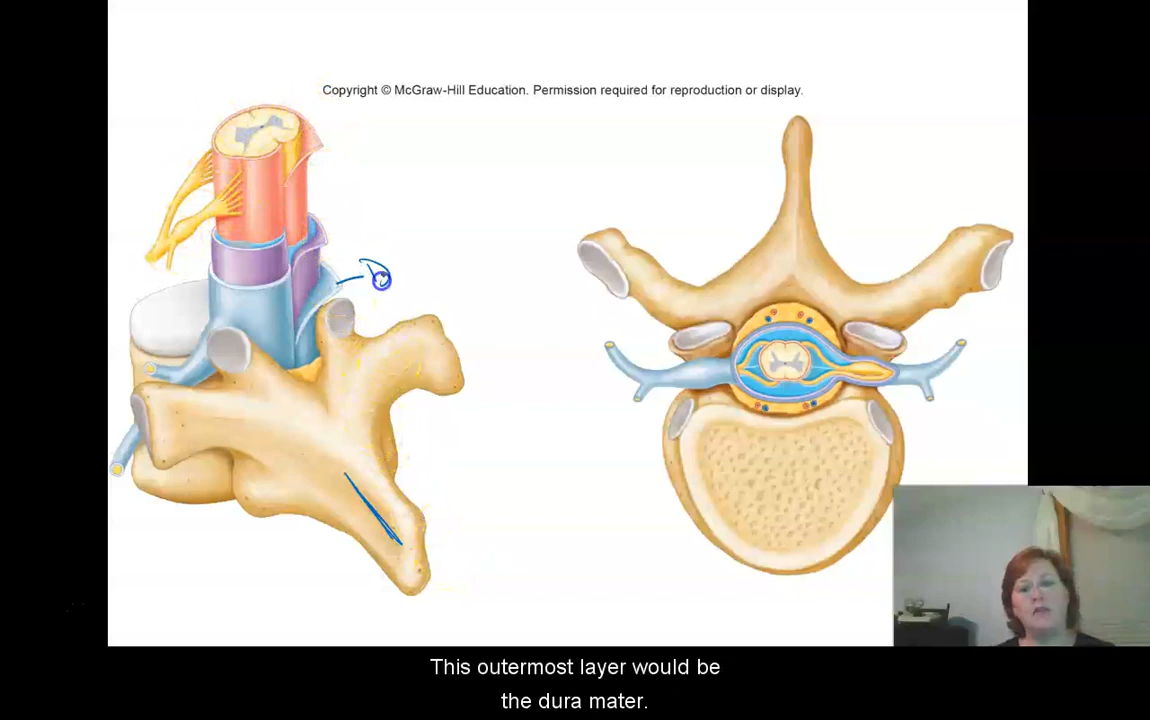 Copyright © McGraw-Hill Education. Permission required for reproduction or display.
This outermost layer would be
the dura mater.